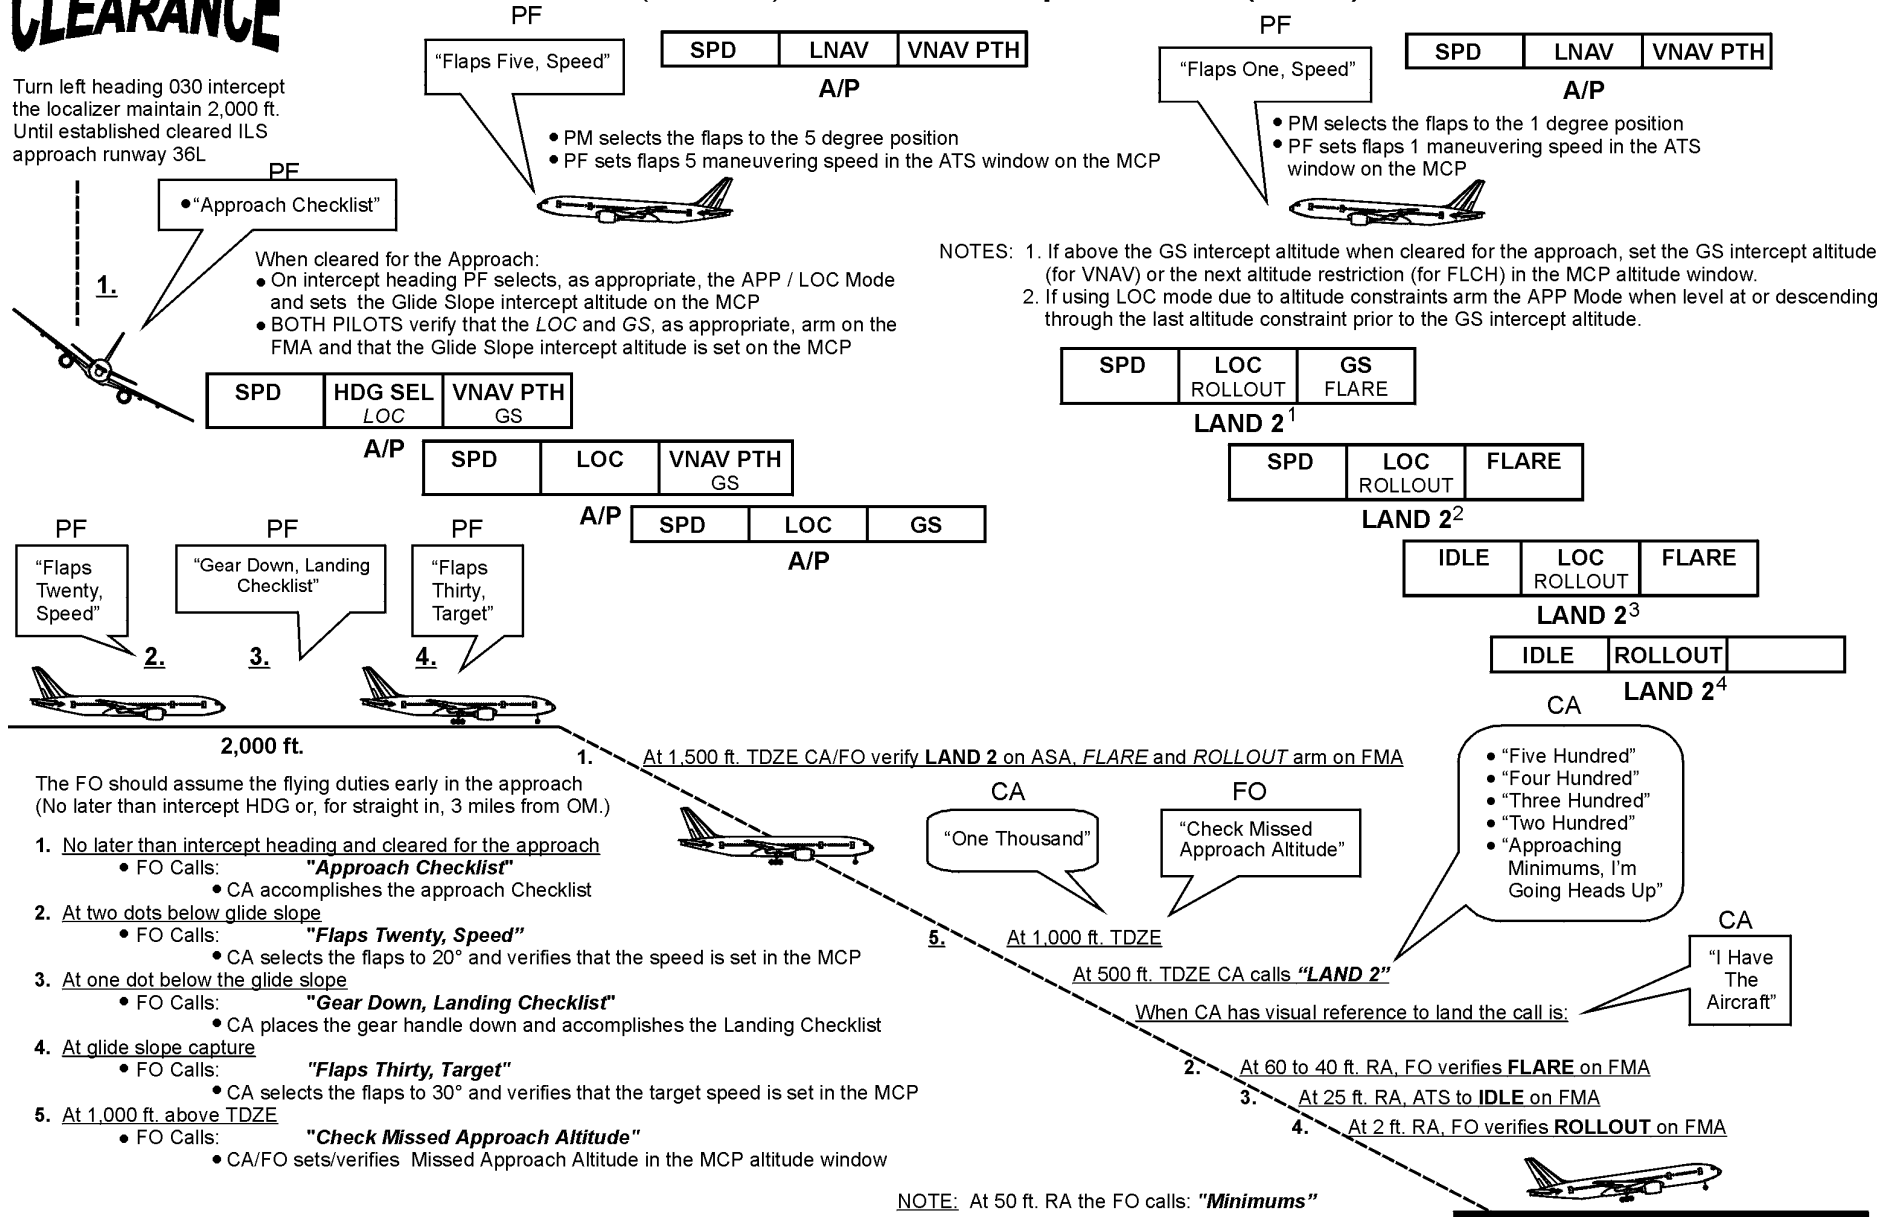 CLEARANCE
Turn left heading 030 intercept
the localizer maintain 2,000 ft.
Until established cleared ILS
approach runway 36L
PF
"Flaps Five, Speed"
SPD LNAV VNAV PTH
A/P
• PM selects the flaps to the 5 degree position
• PF sets flaps 5 maneuvering speed in the ATS window on the MCP
PF
"Flaps One, Speed"
SPD LNAV VNAV PTH
A/P
• PM selects the flaps to the 1 degree position
• PF sets flaps 1 maneuvering speed in the ATS
window on the MCP
PF
• "Approach Checklist"
1.
When cleared for the Approach:
• On intercept heading PF selects, as appropriate, the APP / LOC Mode
and sets the Glide Slope intercept altitude on the MCP
• BOTH PILOTS verify that the LOC and GS, as appropriate, arm on the
FMA and that the Glide Slope intercept altitude is set on the MCP
NOTES: 1. If above the GS intercept altitude when cleared for the approach, set the GS intercept altitude
(for VNAV) or the next altitude restriction (for FLCH) in the MCP altitude window.
2. If using LOC mode due to altitude constraints arm the APP Mode when level at or descending
through the last altitude constraint prior to the GS intercept altitude.
SPD HDG SEL VNAV PTH
LOC GS
A/P
SPD LOC VNAV PTH
GS
A/P
SPD LOC GS
A/P
SPD LOC GS
ROLLOUT FLARE
LAND 2 1
SPD LOC FLARE
ROLLOUT
LAND 2 2
IDLE LOC FLARE
ROLLOUT
LAND 2 3
IDLE ROLLOUT
LAND 2 4
PF
"Flaps
Twenty,
Speed"
2.
PF
"Gear Down, Landing
Checklist"
3.
PF
"Flaps
Thirty,
Target"
4.
2,000 ft.
The FO should assume the flying duties early in the approach
(No later than intercept HDG or, for straight in, 3 miles from OM.)
1. No later than intercept heading and cleared for the approach
• FO Calls: "Approach Checklist"
• CA accomplishes the approach Checklist
2. At two dots below glide slope
• FO Calls: "Flaps Twenty, Speed"
• CA selects the flaps to 20° and verifies that the speed is set in the MCP
3. At one dot below the glide slope
• FO Calls: "Gear Down, Landing Checklist"
• CA places the gear handle down and accomplishes the Landing Checklist
4. At glide slope capture
• FO Calls: "Flaps Thirty, Target"
• CA selects the flaps to 30° and verifies that the target speed is set in the MCP
5. At 1,000 ft. above TDZE
• FO Calls: "Check Missed Approach Altitude"
• CA/FO sets/verifies Missed Approach Altitude in the MCP altitude window
1. At 1,500 ft. TDZE CA/FO verify LAND 2 on ASA, FLARE and ROLLOUT arm on FMA
CA
"One Thousand"
FO
"Check Missed
Approach Altitude"
CA
• "Five Hundred"
• "Four Hundred"
• "Three Hundred"
• "Two Hundred"
• "Approaching
Minimums, I'm
Going Heads Up"
5. At 1,000 ft. TDZE
At 500 ft. TDZE CA calls "LAND 2"
CA
"I Have
The
Aircraft"
When CA has visual reference to land the call is:
2. At 60 to 40 ft. RA, FO verifies FLARE on FMA
3. At 25 ft. RA, ATS to IDLE on FMA
4. At 2 ft. RA, FO verifies ROLLOUT on FMA
NOTE: At 50 ft. RA the FO calls: "Minimums"